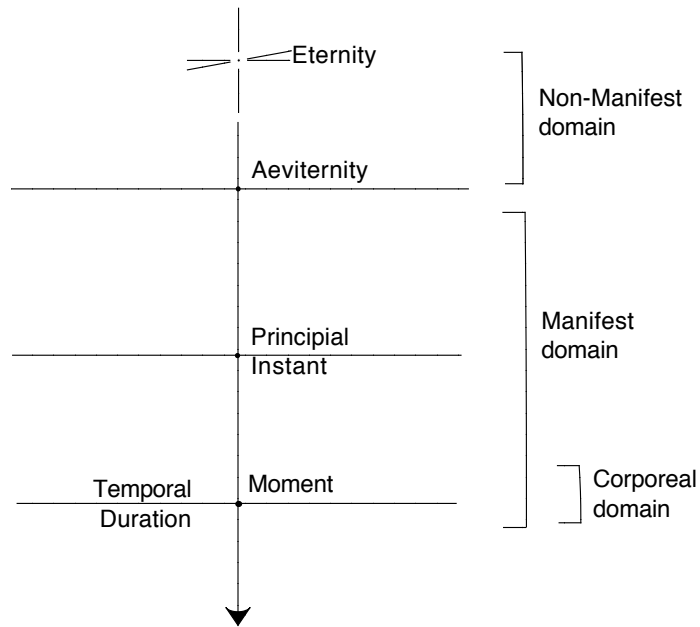 Eternity
Non-Manifest
domain
Aeviternity
Principial
Instant
Manifest
domain
Temporal
Duration
Moment
Corporeal
domain